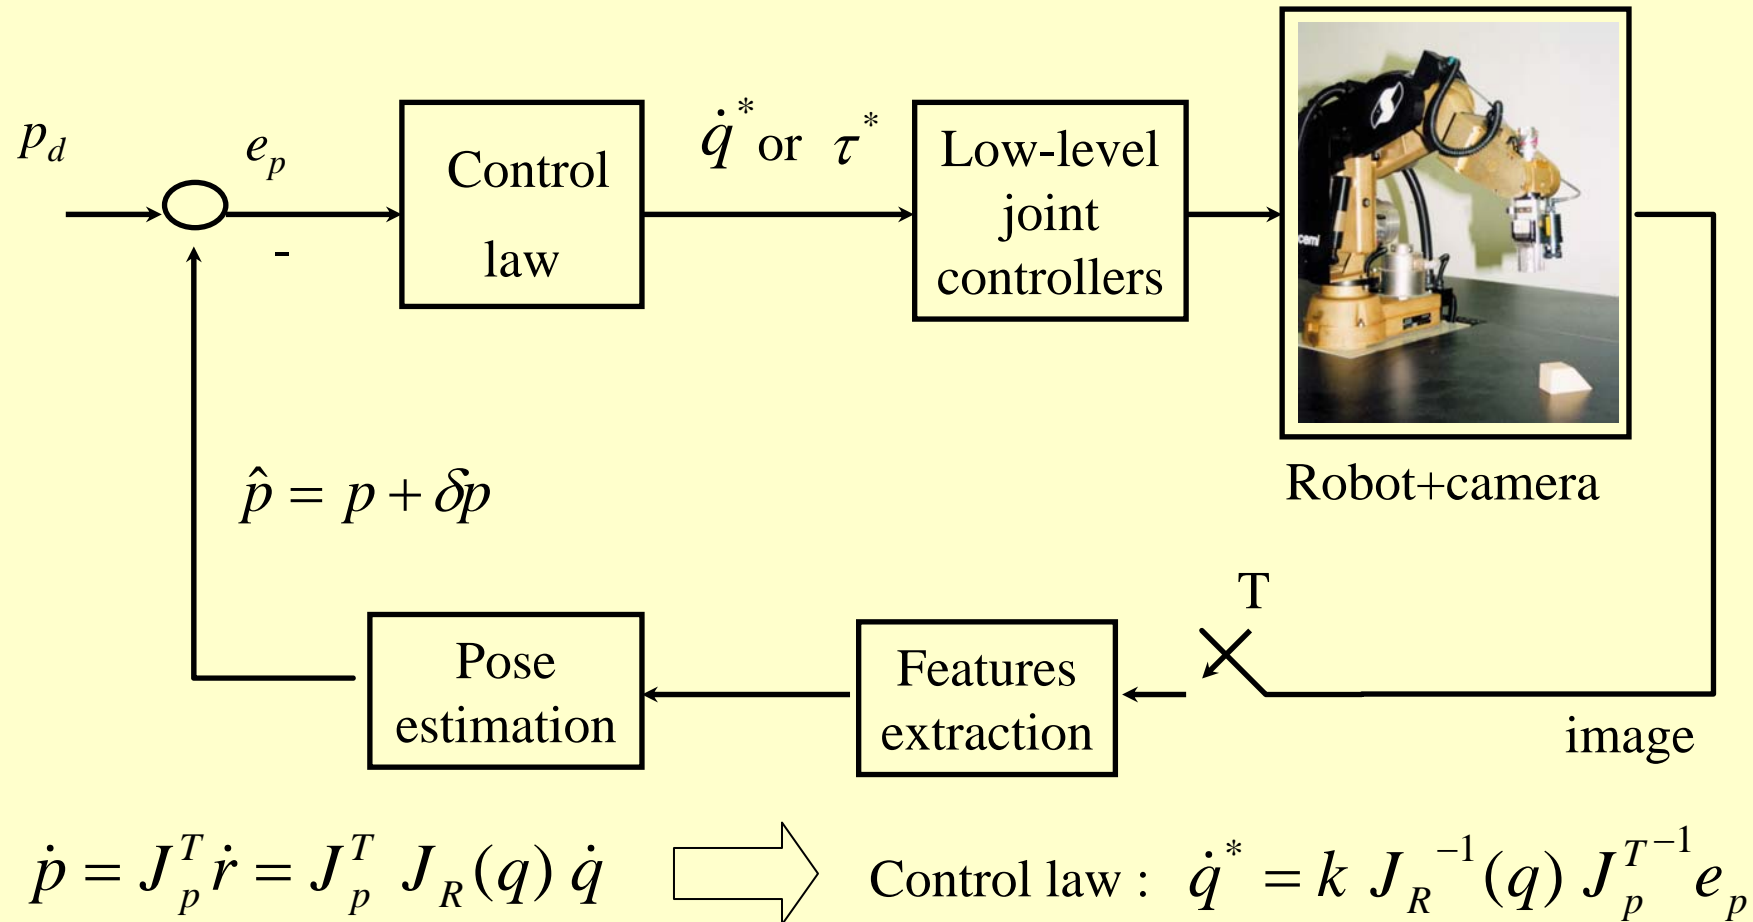 p_d
e_p
-
Control
law
q̇^* or τ^*
Low-level
joint
controllers
cemi
Robot+camera
p̂ = p + δp
T
Pose
estimation
Features
extraction
image
ṗ = J_p^T ṙ = J_p^T J_R(q) q̇
Control law : q̇^* = k J_R^{-1}(q) J_p^{T^{-1}} e_p